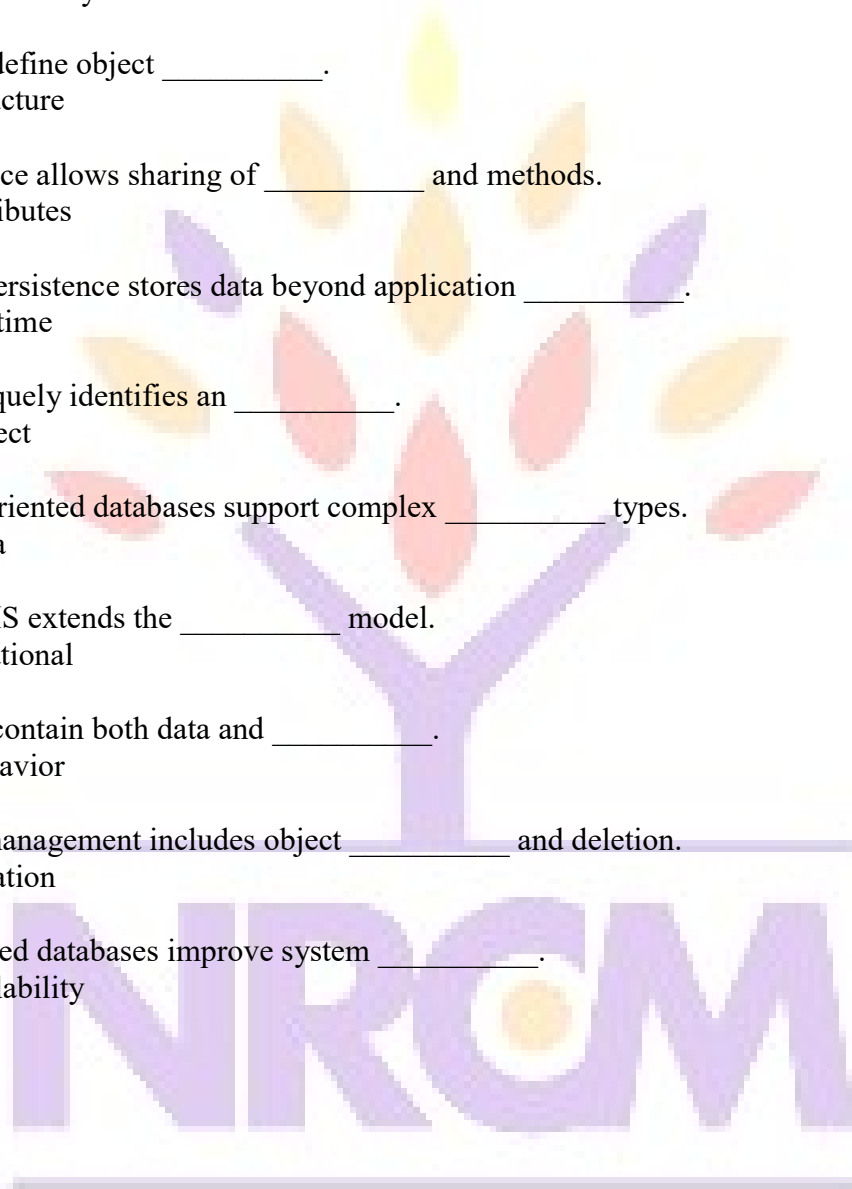 define object __________.
cture
ce allows sharing of __________ and methods.
ibutes
ersistence stores data beyond application __________.
time
quely identifies an __________.
ect
riented databases support complex __________ types.
a
S extends the __________ model.
tional
contain both data and __________.
avior
management includes object __________ and deletion.
ation
ed databases improve system __________.
lability
NRCM